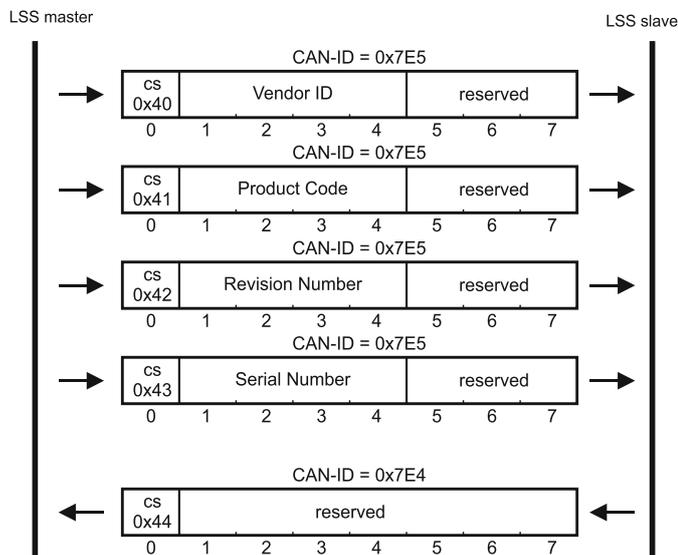 LSS master
LSS slave
CAN-ID = 0x7E5
cs
0x40
Vendor ID
reserved
0 1 2 3 4 5 6 7
CAN-ID = 0x7E5
cs
0x41
Product Code
reserved
0 1 2 3 4 5 6 7
CAN-ID = 0x7E5
cs
0x42
Revision Number
reserved
0 1 2 3 4 5 6 7
CAN-ID = 0x7E5
cs
0x43
Serial Number
reserved
0 1 2 3 4 5 6 7
CAN-ID = 0x7E4
cs
0x44
reserved
0 1 2 3 4 5 6 7